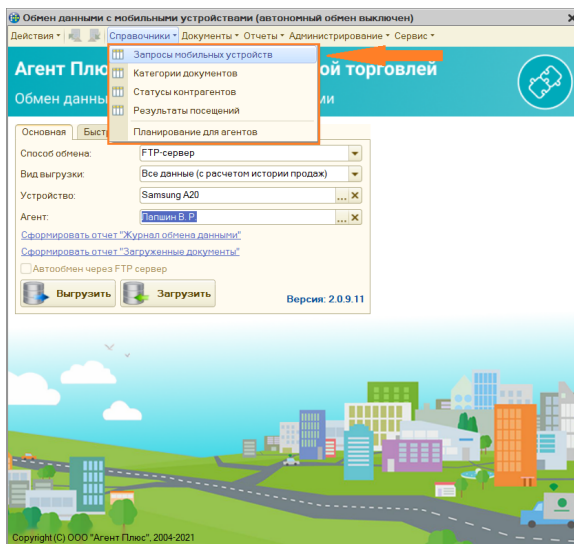 Обмен данными с мобильными устройствами (автономный обмен выключен)
Действия Справочники Документы Отчеты Администрирование Сервис
Запросы мобильных устройств
Категории документов
Статусы контрагентов
Результаты посещений
Планирование для агентов
Агент Плю ой торговлей
Обмен данны ми
Основная Быстр
Способ обмена: FTP-сервер
Вид выгрузки: Все данные (с расчетом истории продаж)
Устройство: Samsung A20 ... ×
Агент: Лапшин В. Р. ... ×
Сформировать отчет "Журнал обмена данными"
Сформировать отчет "Загруженные документы"
Автообмен через FTP сервер
Выгрузить Загрузить Версия: 2.0.9.11
Copyright (C) ООО "Агент Плюс", 2004-2021